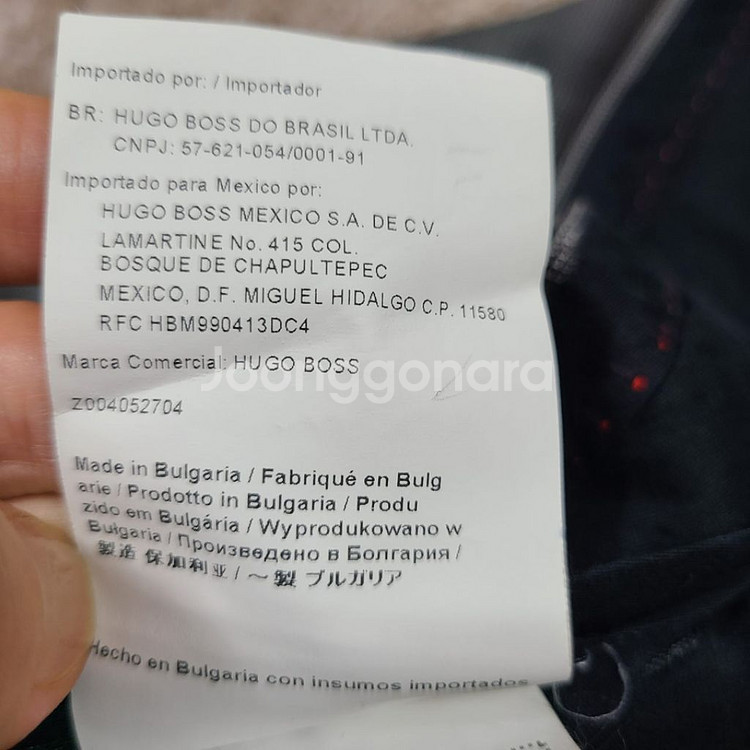 Importado por: / Importador
BR: HUGO BOSS DO BRASIL LTDA.
CNPJ: 57-621-054/0001-91
Importado para Mexico por:
HUGO BOSS MEXICO S.A. DE C.V.
LAMARTINE No. 415 COL.
BOSQUE DE CHAPULTEPEC
MEXICO, D.F. MIGUEL HIDALGO C.P. 11580
RFC HBM990413DC4
Marca Comercial: HUGO BOSS
Joonggonara
Z004052704
Made in Bulgaria / Fabriqué en Bulg
arie / Prodotto in Bulgaria / Produ
zido em Bulgária / Wyprodukowano w
Bułgaria / Произведено в Болгария /
製造 保加利亚 / ～製 ブルガリア
Hecho en Bulgaria con insumos importados